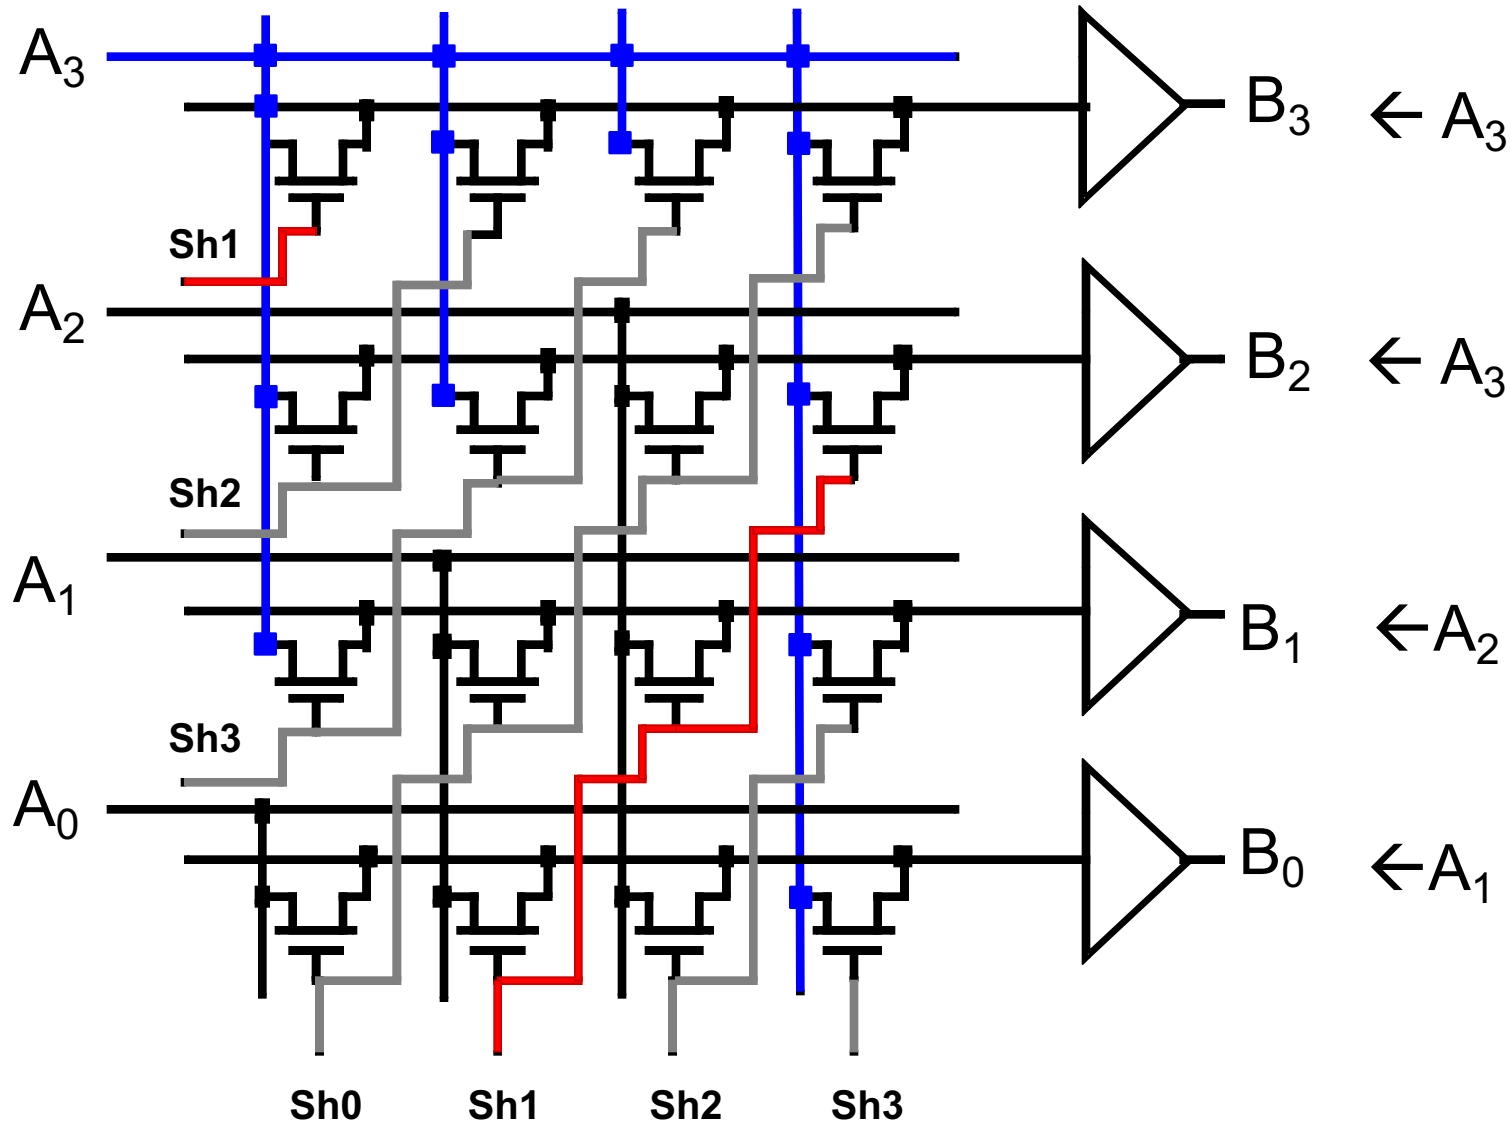 A3
B3 ← A3
Sh1
A2
B2 ← A3
Sh2
A1
B1 ← A2
Sh3
A0
B0 ← A1
Sh0 Sh1 Sh2 Sh3